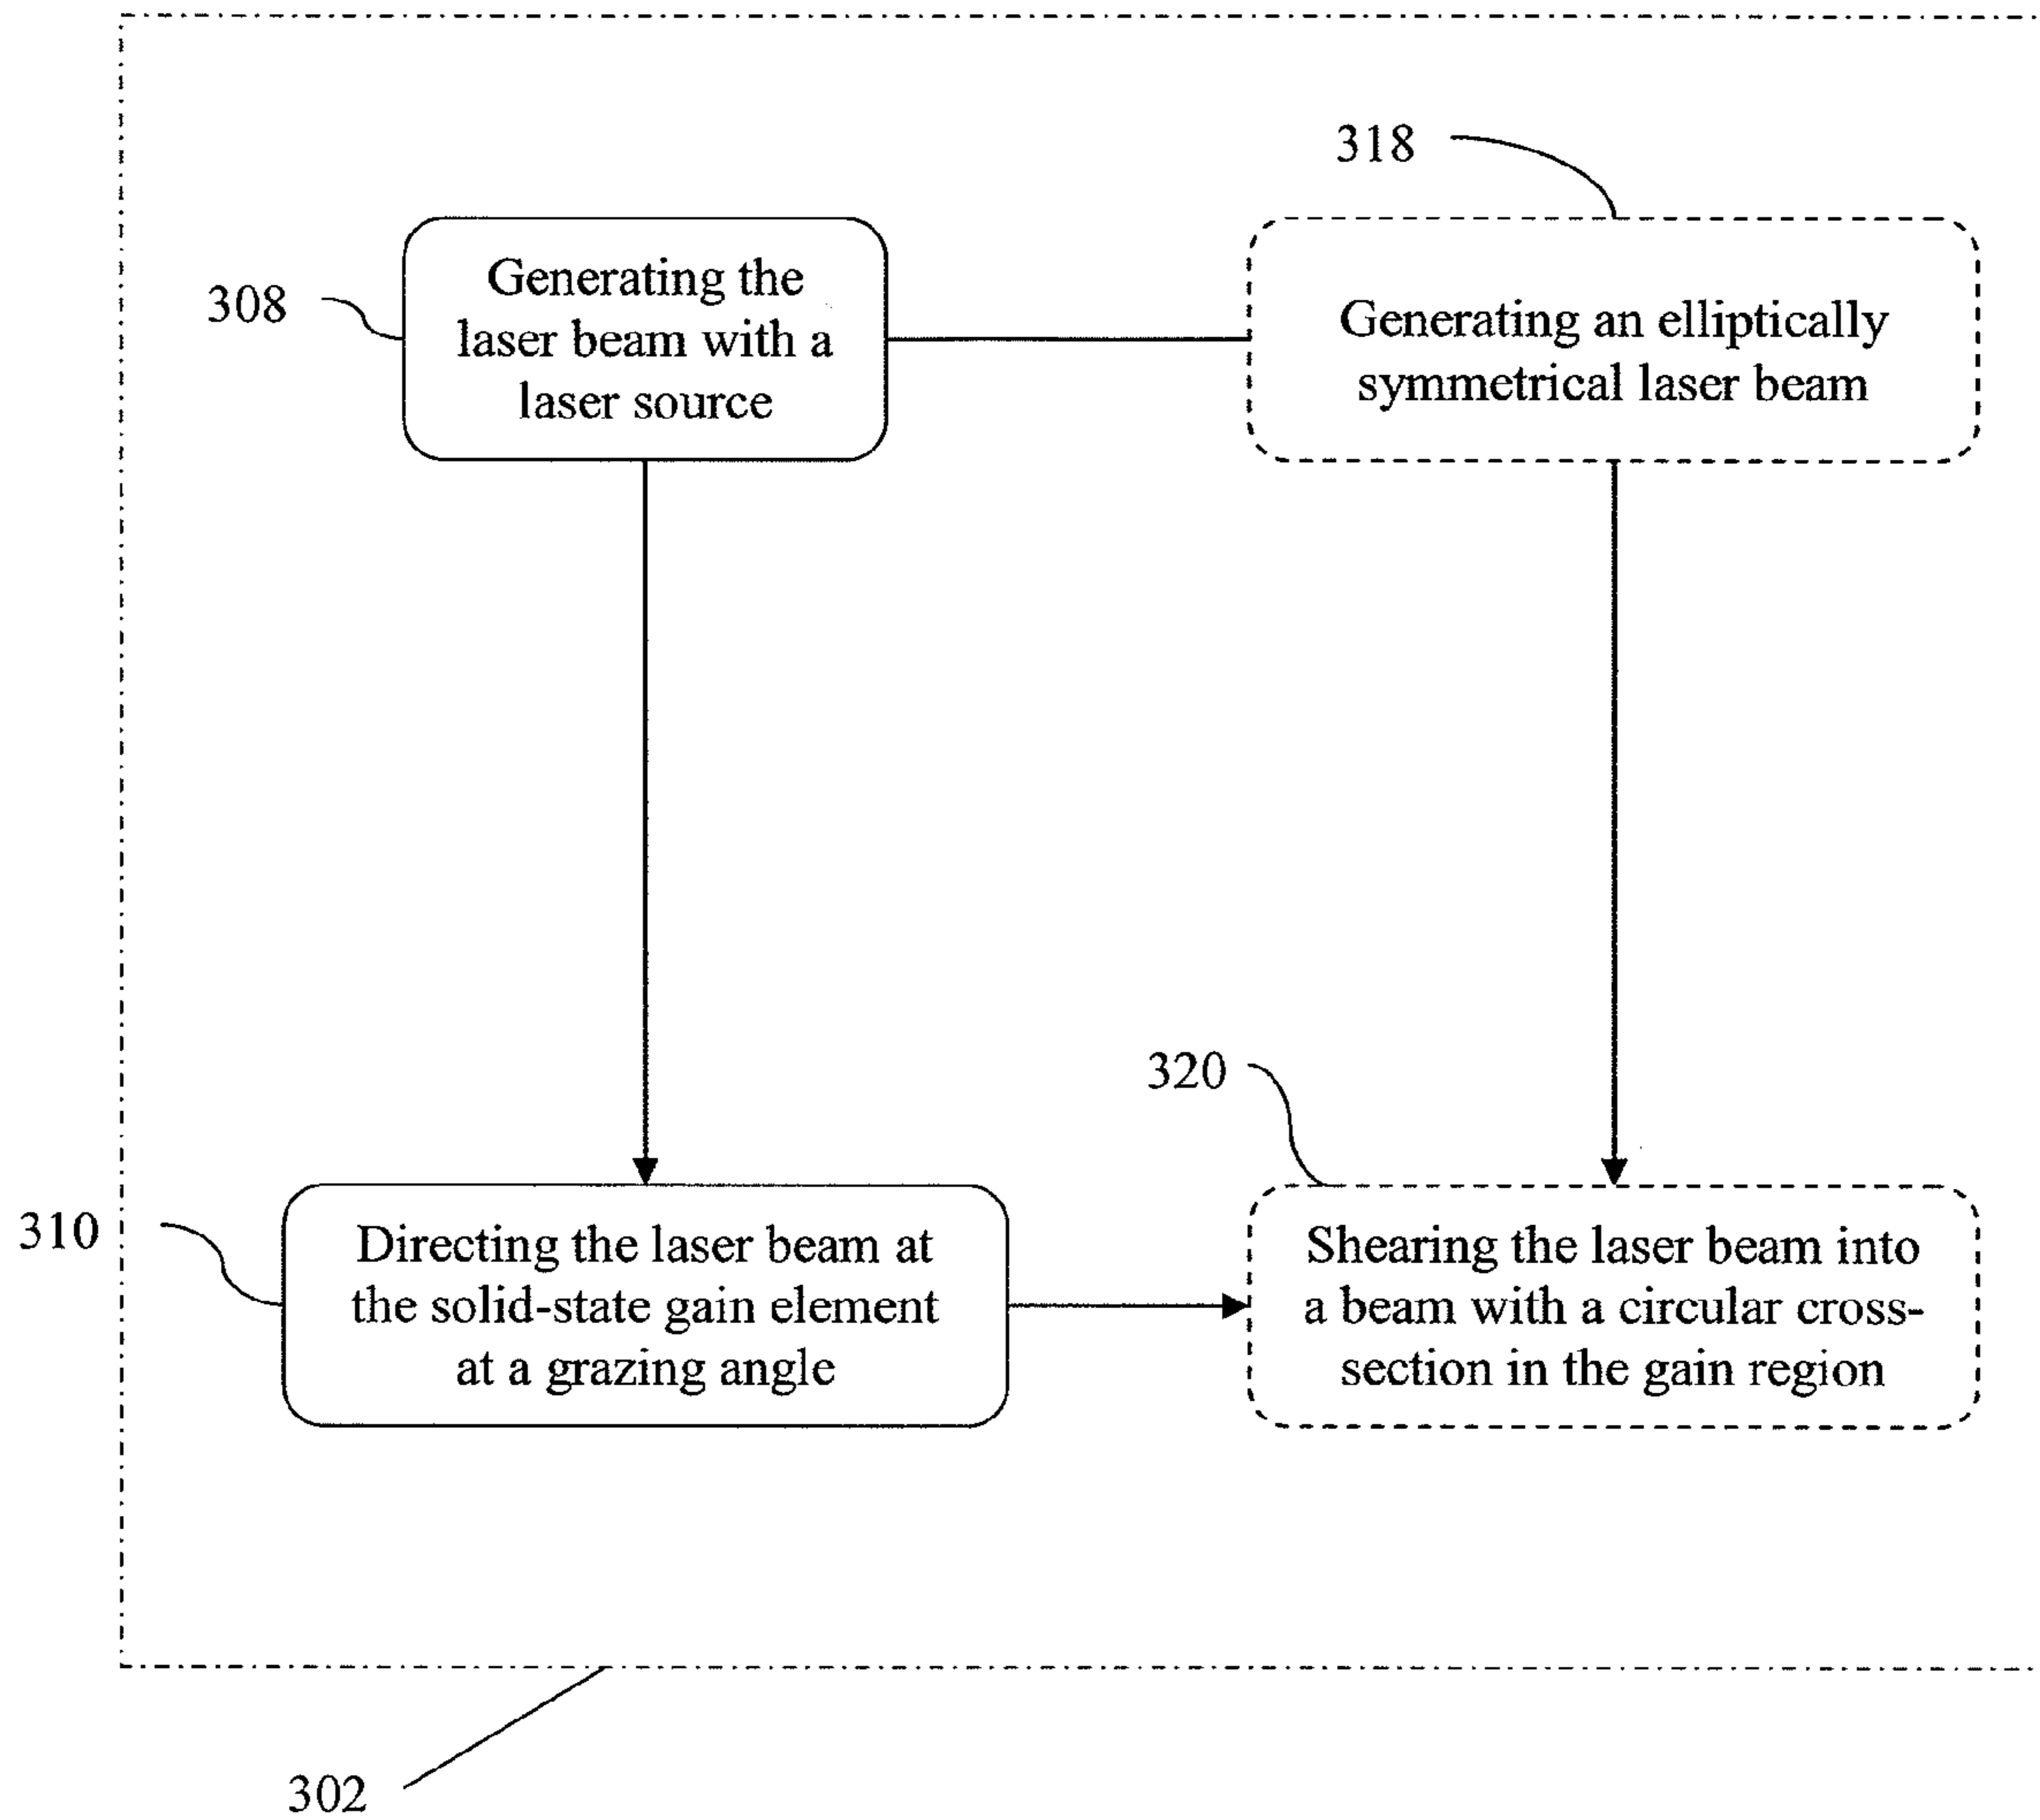 318
308
Generating the
laser beam with a
laser source
Generating an elliptically
symmetrical laser beam
320
310
Directing the laser beam at
the solid-state gain element
at a grazing angle
Shearing the laser beam into
a beam with a circular cross-
section in the gain region
302